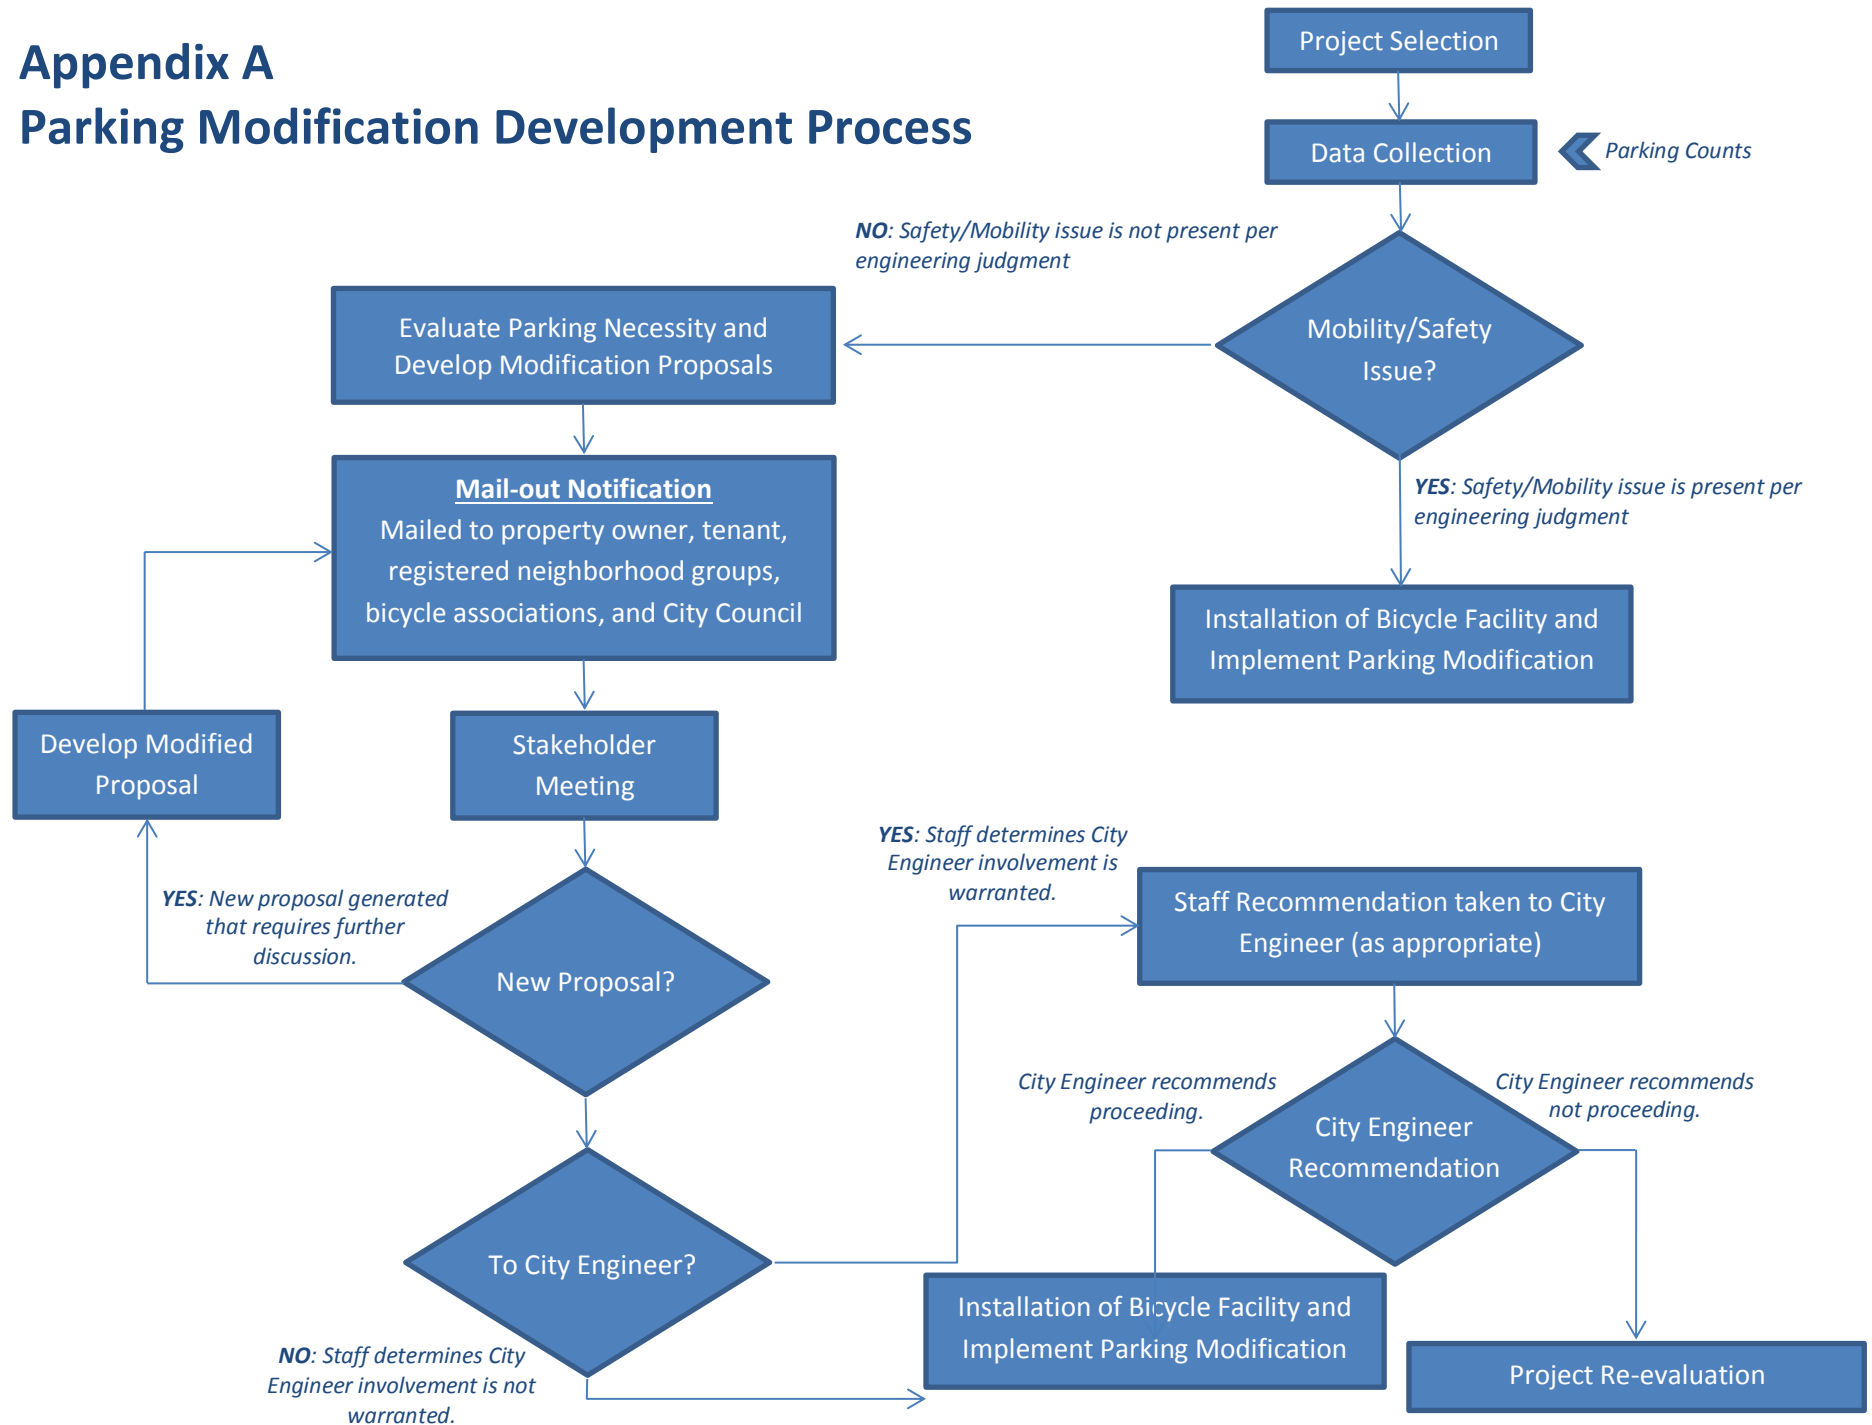 Appendix A
Parking Modification Development Process
Project Selection
Data Collection
Parking Counts
NO: Safety/Mobility issue is not present per
engineering judgment
Mobility/Safety
Issue?
Evaluate Parking Necessity and
Develop Modification Proposals
YES: Safety/Mobility issue is present per
engineering judgment
Mail-out Notification
Mailed to property owner, tenant,
registered neighborhood groups,
bicycle associations, and City Council
Installation of Bicycle Facility and
Implement Parking Modification
Develop Modified
Proposal
Stakeholder
Meeting
YES: New proposal generated
that requires further
discussion.
New Proposal?
YES: Staff determines City
Engineer involvement is
warranted.
Staff Recommendation taken to City
Engineer (as appropriate)
City Engineer recommends
proceeding.
City Engineer recommends
not proceeding.
City Engineer
Recommendation
To City Engineer?
NO: Staff determines City
Engineer involvement is not
warranted.
Installation of Bicycle Facility and
Implement Parking Modification
Project Re-evaluation